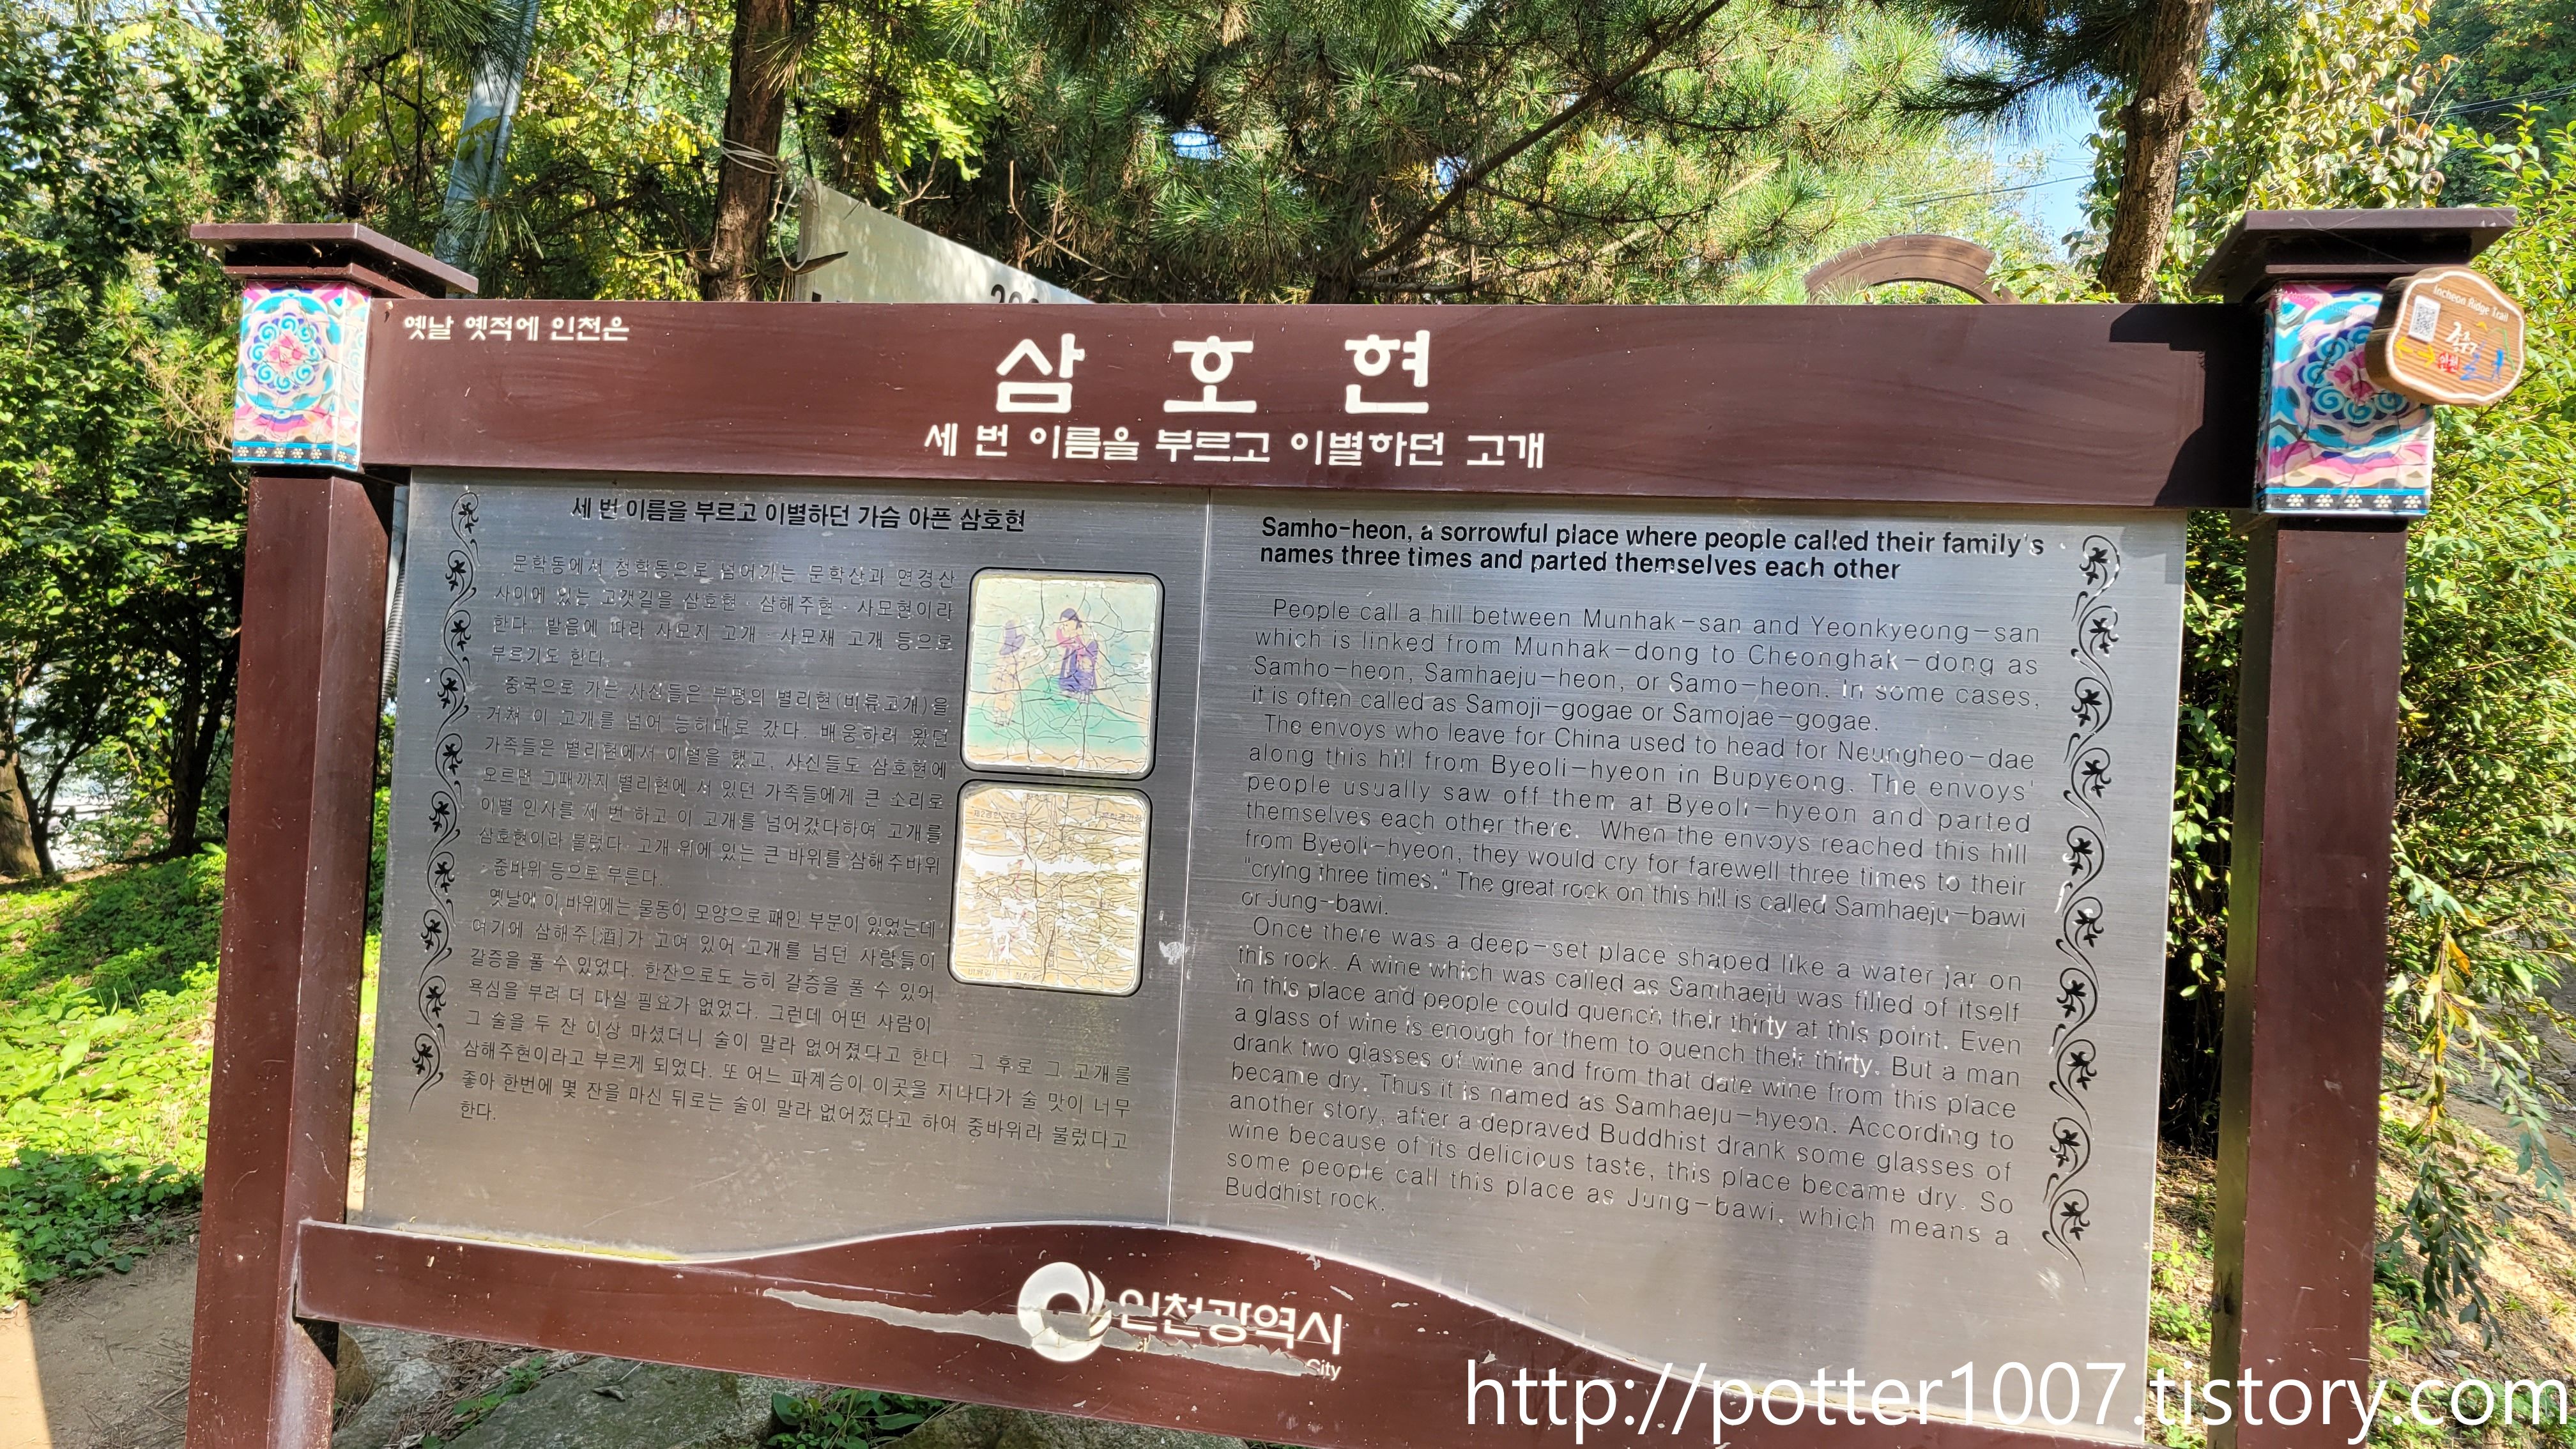 옛날 옛적에 인천은
삼호현
세 번 이름을 부르고 이별하던 고개
세 번 이름을 부르고 이별하던 가슴 아픈 삼호현
문학동에서 청학동으로 넘어가는 문학산과 연경산
사이에 있는 고갯길을 삼호현·삼해주현·사모현이라
한다. 발음에 따라 사모지 고개·사모재 고개 등으로
부르기도 한다.
중국으로 가는 사신들은 부평의 별리현(비류고개)을
거쳐 이 고개를 넘어 능허대로 갔다. 배웅하러 왔던
가족들은 별리현에서 이별을 했고, 사신들도 삼호현에
오르면 그때까지 별리현에 서 있던 가족들에게 큰 소리로
이별 인사를 세 번 하고 이 고개를 넘어갔다하여 고개를
삼호현이라 불렀다. 고개 위에 있는 큰 바위를 삼해주바위
·중바위 등으로 부른다.
옛날에 이 바위에는 물동이 모양으로 패인 부분이 있었는데
여기에 삼해주[酒]가 고여 있어 고개를 넘던 사람들이
갈증을 풀 수 있었다. 한잔으로도 능히 갈증을 풀 수 있어
욕심을 부려 더 마실 필요가 없었다. 그런데 어떤 사람이
그 술을 두 잔 이상 마셨더니 술이 말라 없어졌다고 한다 그 후로 그 고개를
삼해주현이라고 부르게 되었다. 또 어느 파계승이 이곳을 지나다가 술 맛이 너무
좋아 한번에 몇 잔을 마신 뒤로는 술이 말라 없어졌다고 하여 중바위라 불렀다고
한다.
Samho-heon, a sorrowful place where people called their family's
names three times and parted themselves each other
People call a hill between Munhak-san and Yeonkyeong-san
which is linked from Munhak-dong to Cheonghak-dong as
Samho-heon, Samhaeju-heon, or Samo-heon. In some cases,
it is often called as Samoji-gogae or Samojae-gogae.
The envoys who leave for China used to head for Neungheo-dae
along this hill from Byeoli-hyeon in Bupyeong. The envoys'
people usually saw off them at Byeoli-hyeon and parted
themselves each other there. When the envoys reached this hill
from Byeoli-hyeon, they would cry for farewell three times to their
"crying three times." The great rock on this hill is called Samhaeju-bawi
or Jung-bawi.
Once there was a deep-set place shaped like a water jar on
this rock. A wine which was called as Samhaeju was filled of itself
in this place and people could quench their thirty at this point. Even
a glass of wine is enough for them to quench their thirty. But a man
drank two glasses of wine and from that date wine from this place
became dry. Thus it is named as Samhaeju-hyeon. According to
another story, after a depraved Buddhist drank some glasses of
wine because of its delicious taste, this place became dry. So
some people call this place as Jung-bawi, which means a
Buddhist rock.
Incheon Ridge Trail
인천광역시
City
http://potter1007.tistory.com